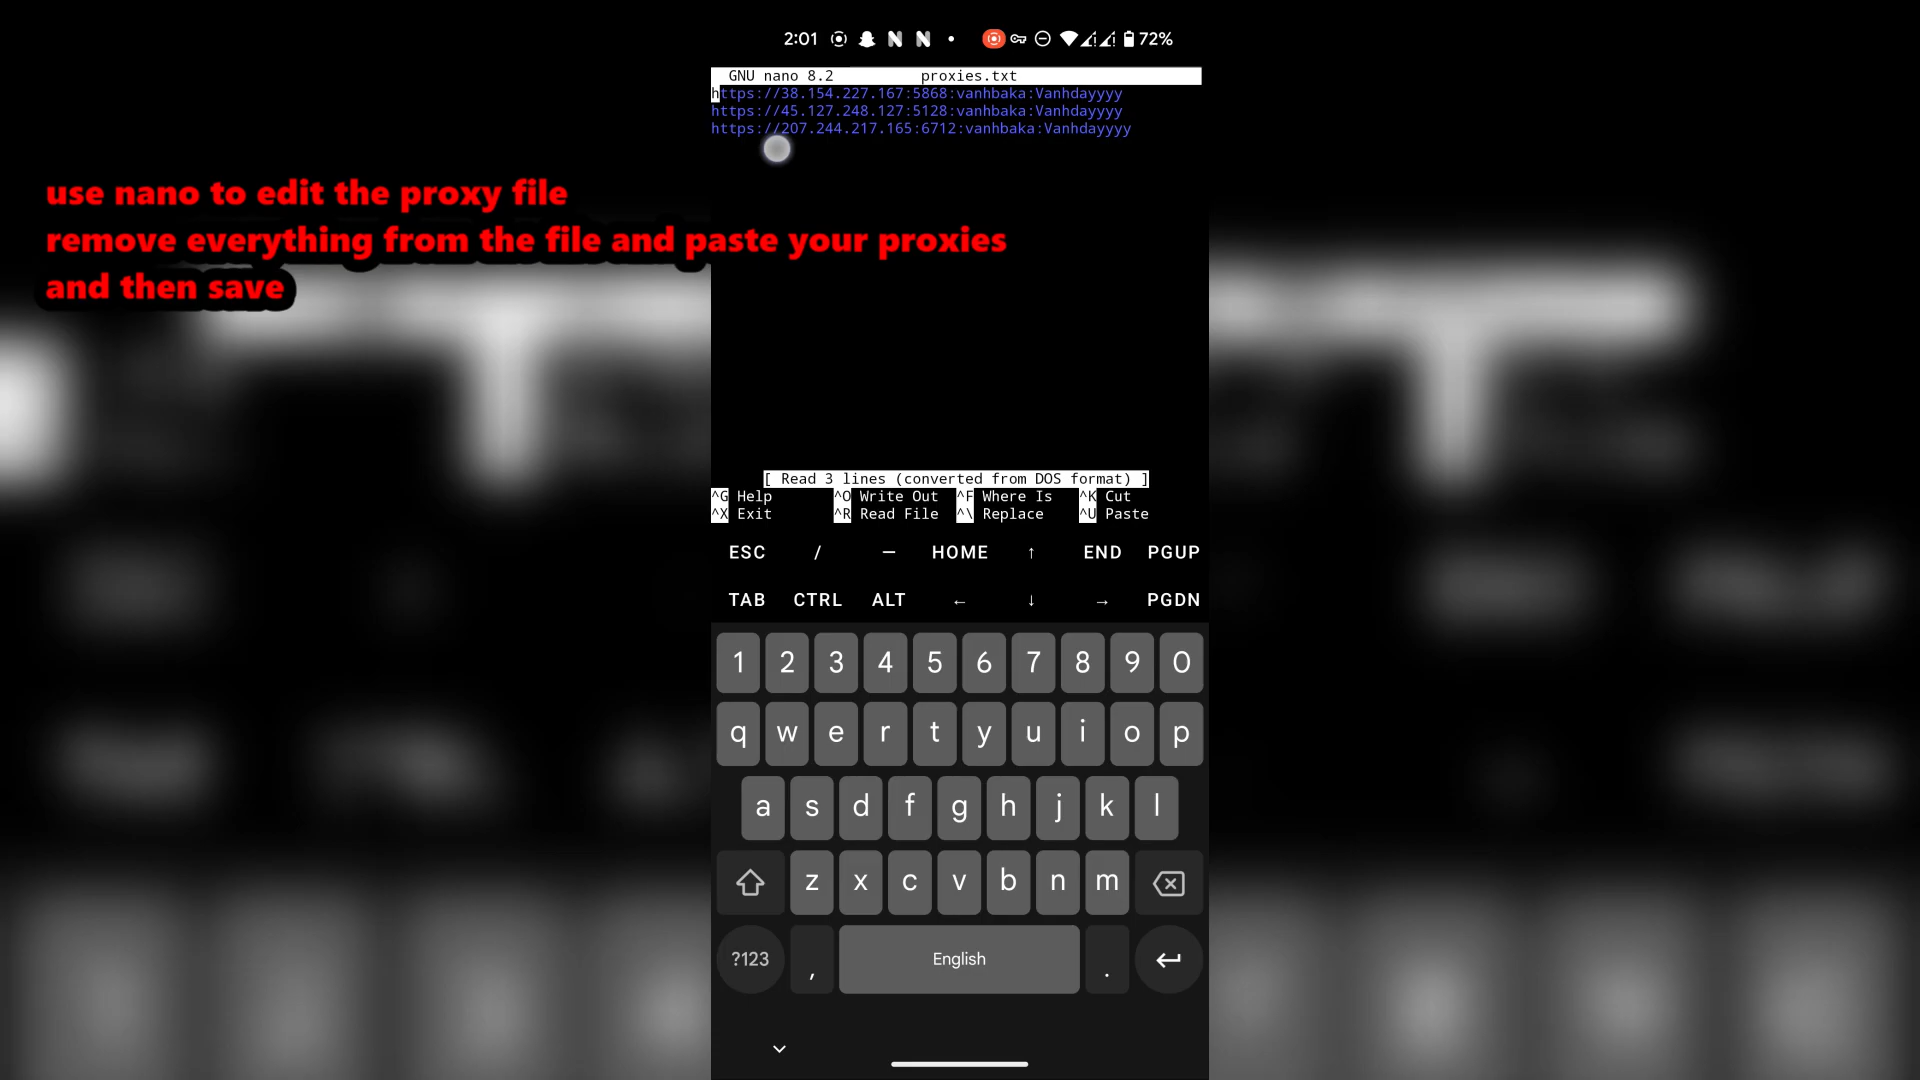 2:01
72%
GNU nano 8.2 proxies.txt
https://38.154.227.167:5868:vanhbaka:Vanhdayyyy
https://45.127.248.127:5128:vanhbaka:Vanhdayyyy
https://207.244.217.165:6712:vanhbaka:Vanhdayyyy
use nano to edit the proxy file
remove everything from the file and paste your proxies
and then save
[ Read 3 lines (converted from DOS format) ]
^G Help ^O Write Out ^F Where Is ^K Cut
^X Exit ^R Read File ^\ Replace ^U Paste
ESC / — HOME ↑ END PGUP
TAB CTRL ALT ← ↓ → PGDN
1 2 3 4 5 6 7 8 9 0
q w e r t y u i o p
a s d f g h j k l
z x c v b n m
?123 , English .